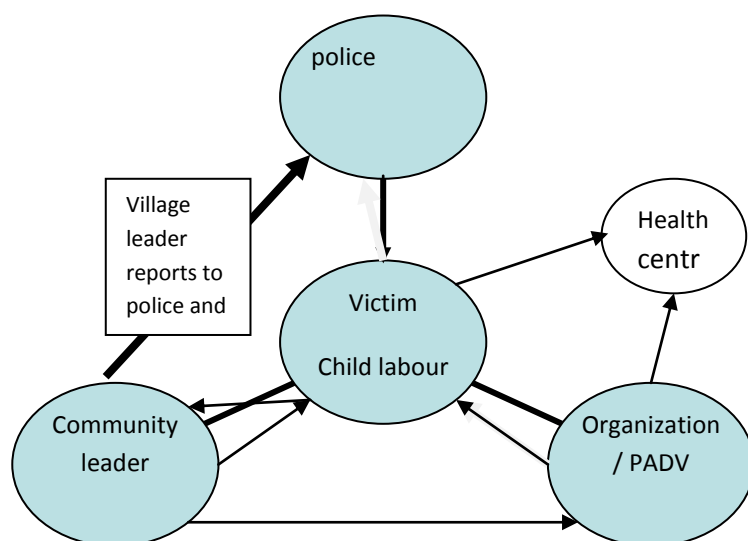 police
Village
leader
reports to
police and
Health
centr
Victim
Child labour
Community
leader
Organization
/ PADV